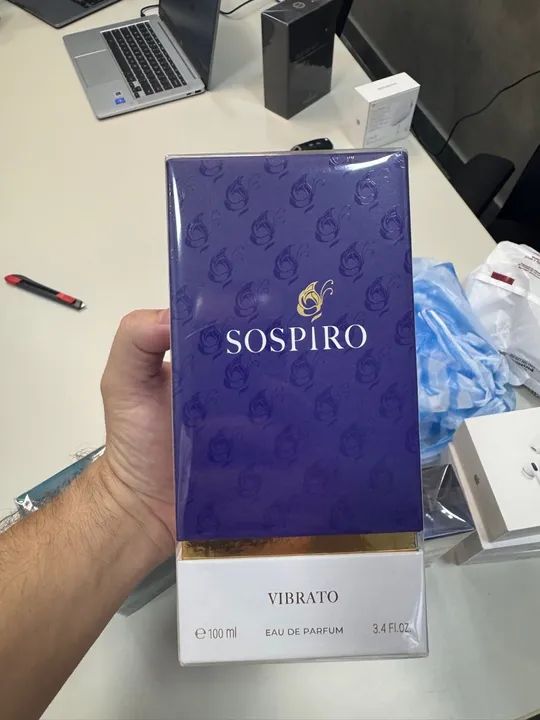 SOSPIRO
VIBRATO
℮ 100 ml EAU DE PARFUM 3.4 Fl.oz.